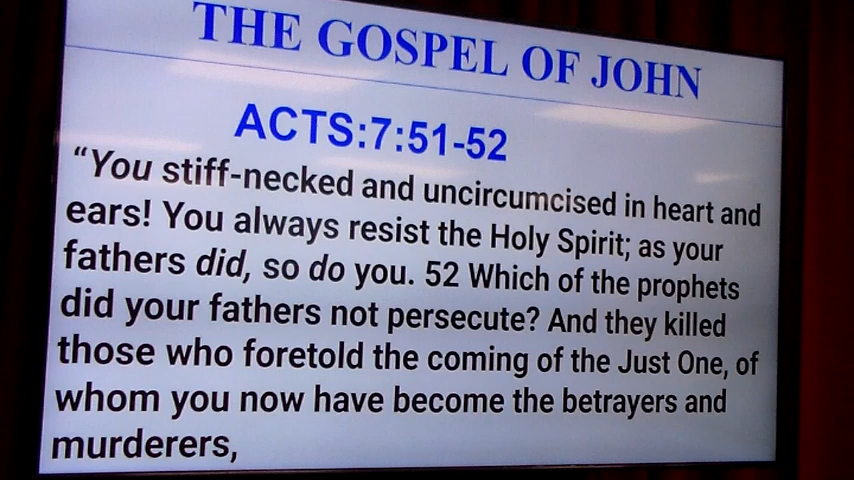 THE GOSPEL OF JOHN
ACTS:7:51-52
“You stiff-necked and uncircumcised in heart and
ears! You always resist the Holy Spirit; as your
fathers did, so do you. 52 Which of the prophets
did your fathers not persecute? And they killed
those who foretold the coming of the Just One, of
whom you now have become the betrayers and
murderers,